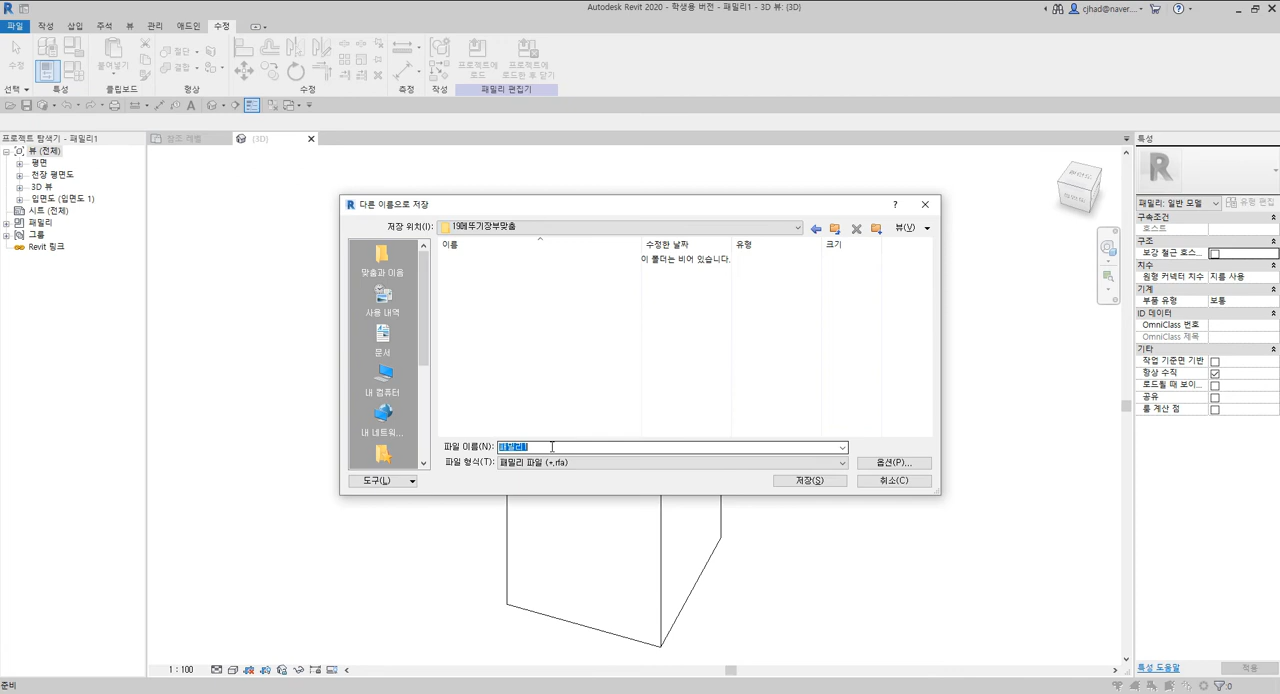 Autodesk Revit 2020 - 학생용 버전 - 패밀리1 - 3D 뷰: {3D}
cjhad@naver....
파일 작성 삽입 주석 뷰 관리 애드인 수정
수정
붙여넣기
절단
결합
프로젝트에 로드
프로젝트에 로드한 후 닫기
선택 특성 클립보드 형상 수정 측정 작성 패밀리 편집기
프로젝트 탐색기 - 패밀리1
참조 레벨
{3D}
특성
뷰 (전체)
평면
천장 평면도
3D 뷰
입면도 (입면도 1)
시트 (전체)
패밀리
그룹
Revit 링크
다른 이름으로 저장
저장 위치(I):
19메뚜기장부맞춤
뷰(V)
이름 수정한 날짜 유형 크기
이 폴더는 비어 있습니다.
맞춤과 이음
사용 내역
문서
내 컴퓨터
내 네트워...
파일 이름(N): 패밀리1
파일 형식(T): 패밀리 파일 (*.rfa)
옵션(P)...
도구(L)
저장(S)
취소(C)
패밀리: 일반 모델
유형 편집
구속조건
호스트
구조
보강 철근 호스...
치수
원형 커넥터 치수 지름 사용
기계
부품 유형 보통
ID 데이터
OmniClass 번호
OmniClass 제목
기타
작업 기준면 기반
항상 수직
로드될 때 보이...
공유
룸 계산 점
1 : 100
특성 도움말
적용
준비
:0